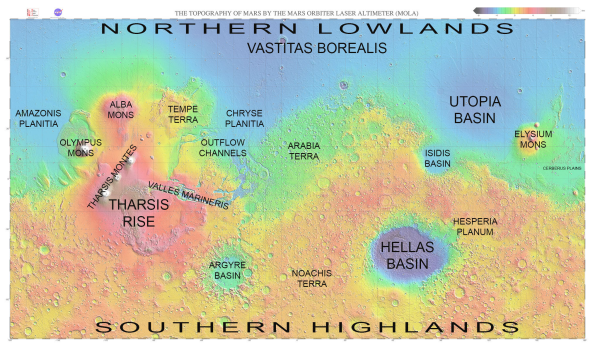 THE TOPOGRAPHY OF MARS BY THE MARS ORBITER LASER ALTIMETER (MOLA)
NORTHERN LOWLANDS
VASTITAS BOREALIS
ALBA
MONS
TEMPE
TERRA
AMAZONIS
PLANITIA
CHRYSE
PLANITIA
UTOPIA
BASIN
OLYMPUS
MONS
OUTFLOW
CHANNELS
ARABIA
TERRA
ISIDIS
BASIN
ELYSIUM
MONS
CERBERUS PLAINS
THARSIS MONTES
VALLES MARINERIS
THARSIS
RISE
HESPERIA
PLANUM
HELLAS
BASIN
ARGYRE
BASIN
NOACHIS
TERRA
SOUTHERN HIGHLANDS